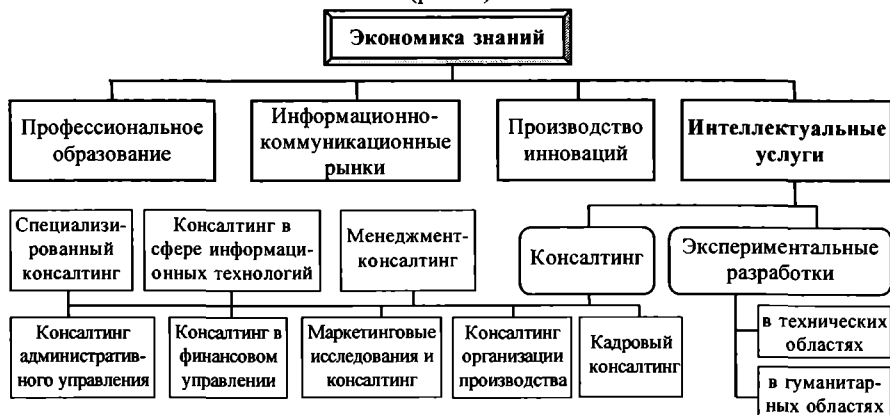 Экономика знаний
Профессиональное
образование
Информационно-
коммуникационные
рынки
Производство
инноваций
Интеллектуальные
услуги
Специализи-
рованный
консалтинг
Консалтинг в
сфере информаци-
онных технологий
Менеджмент-
консалтинг
Консалтинг
Экспериментальные
разработки
Консалтинг
административ-
ного управления
Консалтинг в
финансовом
управлении
Маркетинговые
исследования и
консалтинг
Консалтинг
организации
производства
Кадровый
консалтинг
в технических
областях
в гуманитар-
ных областях